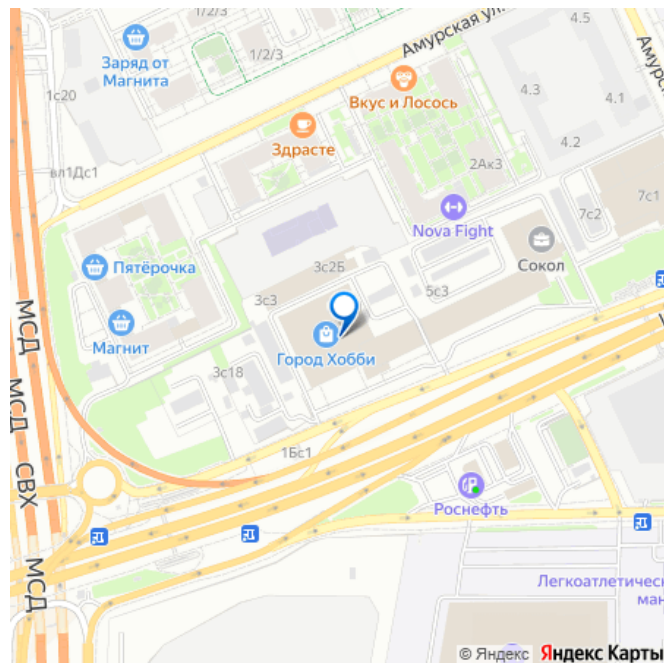 1/2/3
4.5
Амурская ул.
Заряд от
Магнита
1/2/3
Вкус и Лосось
4.3
4.1
1с20
4.2
Здрасте
вл1Дс1
2Ак3
7с1
7с2
Nova Fight
Сокол
Пятёрочка
3с2Б
5с3
3с3
МСД
Магнит
Город Хобби
3с18
МСД
1Бс1
СВХ
Роснефть
МСД
Легкоатлетическ
ман
© Яндекс Яндекс Карты